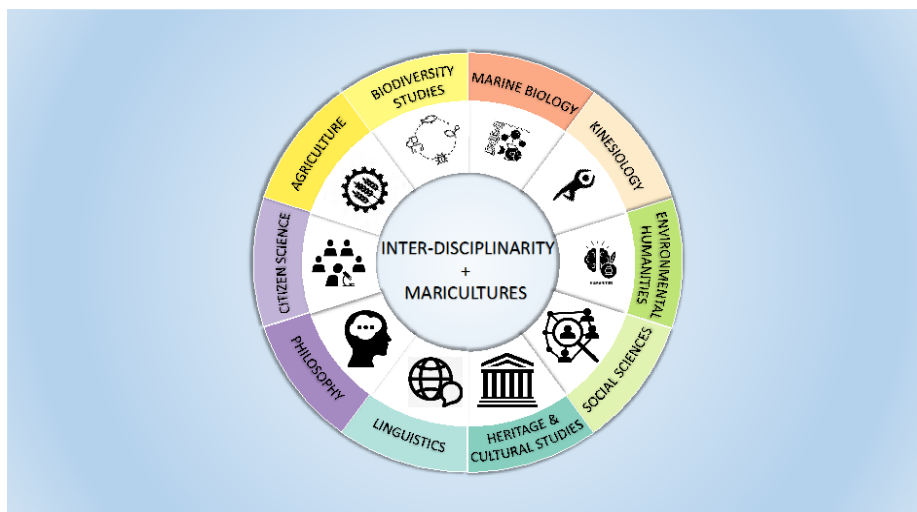 BIODIVERSITY
STUDIES
MARINE BIOLOGY
KINESIOLOGY
ENVIRONMENTAL
HUMANITIES
SOCIAL SCIENCES
HERITAGE &
CULTURAL STUDIES
LINGUISTICS
PHILOSOPHY
CITIZEN SCIENCE
AGRICULTURE
INTER-DISCIPLINARITY
+
MARICULTURES